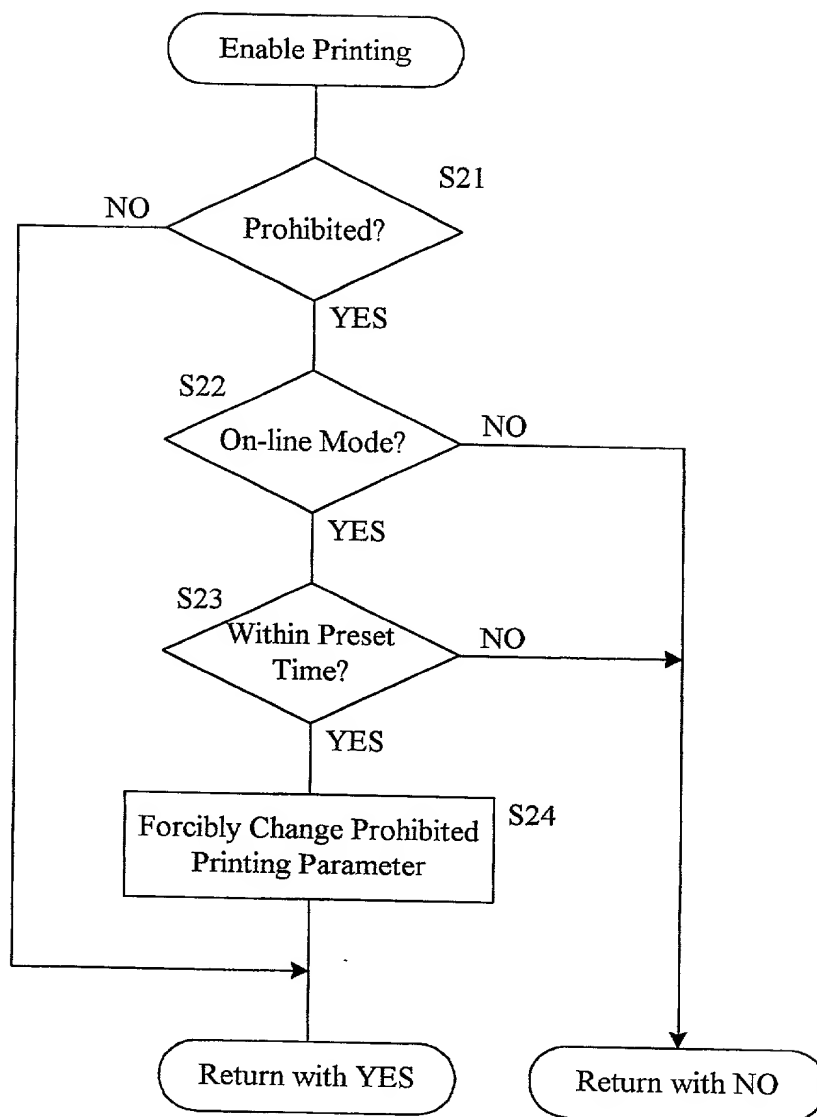 Enable Printing
S21
NO
Prohibited?
YES
S22
On-line Mode?
NO
YES
S23
Within Preset
Time?
NO
YES
S24
Forcibly Change Prohibited
Printing Parameter
Return with YES
Return with NO